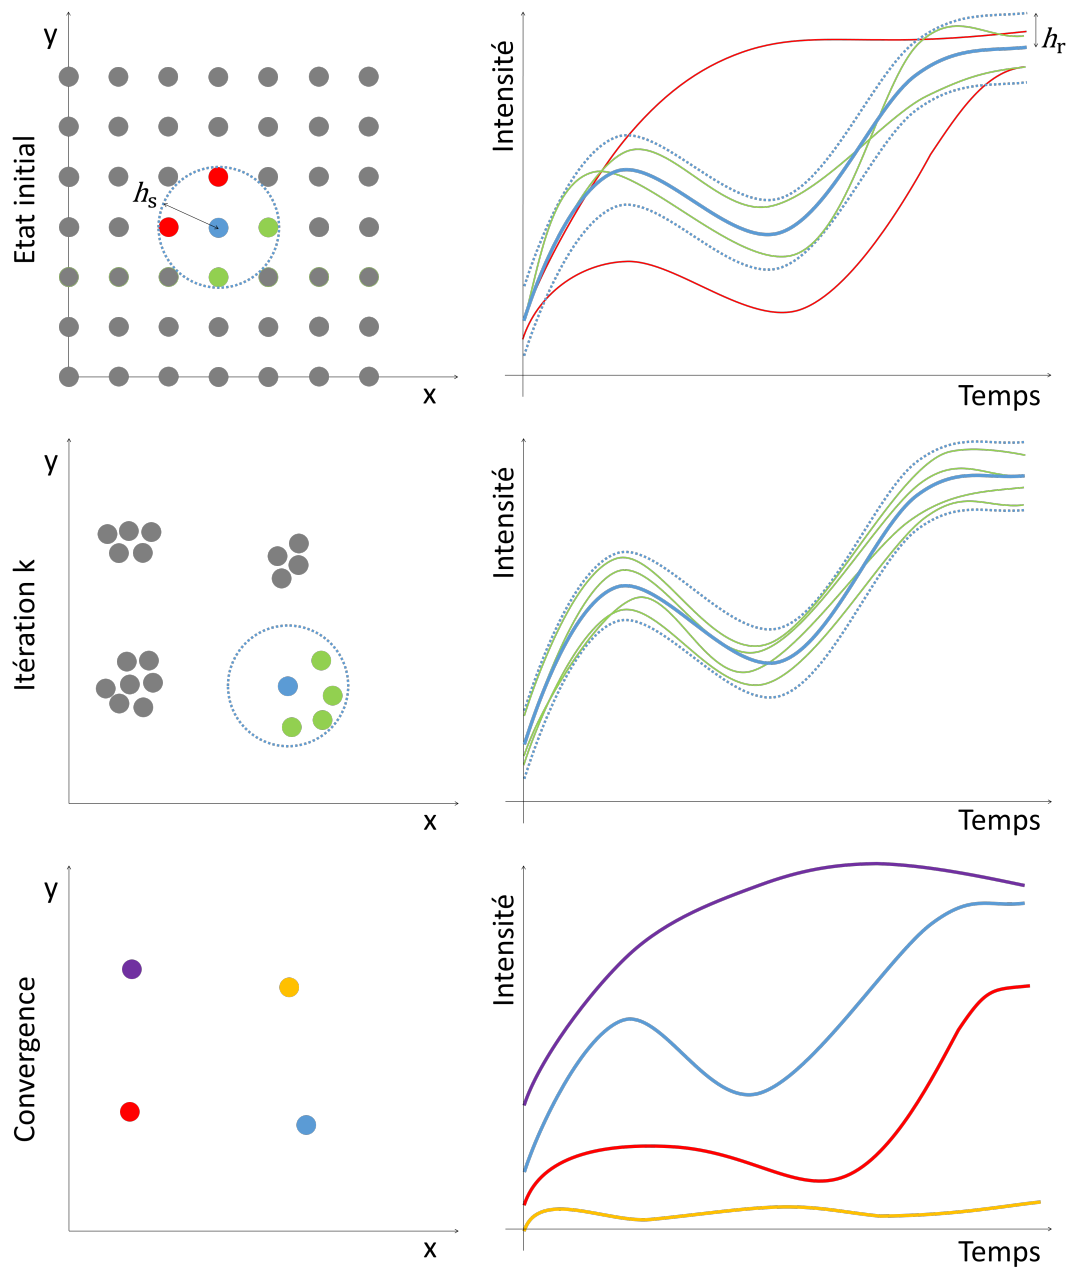 Etat initial
y
hs
x
Intensité
hr
Temps
Itération k
y
x
Intensité
Temps
Convergence
y
x
Intensité
Temps